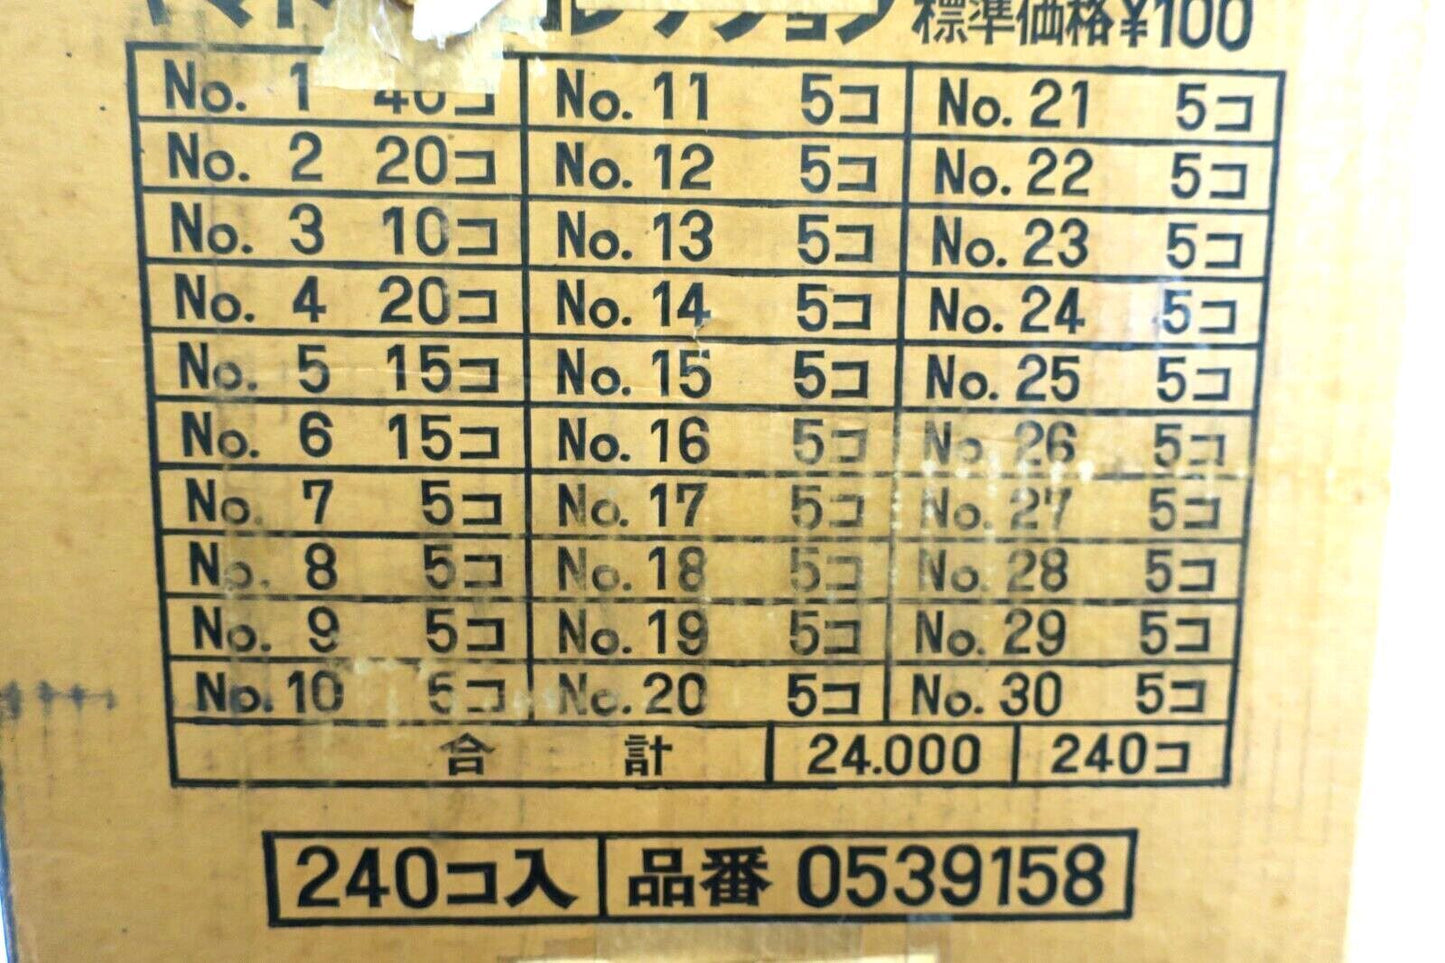 コレクション 標準価格¥100
No. 1 40コ No. 11 5コ No. 21 5コ
No. 2 20コ No. 12 5コ No. 22 5コ
No. 3 10コ No. 13 5コ No. 23 5コ
No. 4 20コ No. 14 5コ No. 24 5コ
No. 5 15コ No. 15 5コ No. 25 5コ
No. 6 15コ No. 16 5コ No. 26 5コ
No. 7 5コ No. 17 5コ No. 27 5コ
No. 8 5コ No. 18 5コ No. 28 5コ
No. 9 5コ No. 19 5コ No. 29 5コ
No. 10 5コ No. 20 5コ No. 30 5コ
合計 24.000 240コ
240コ入 品番 0539158